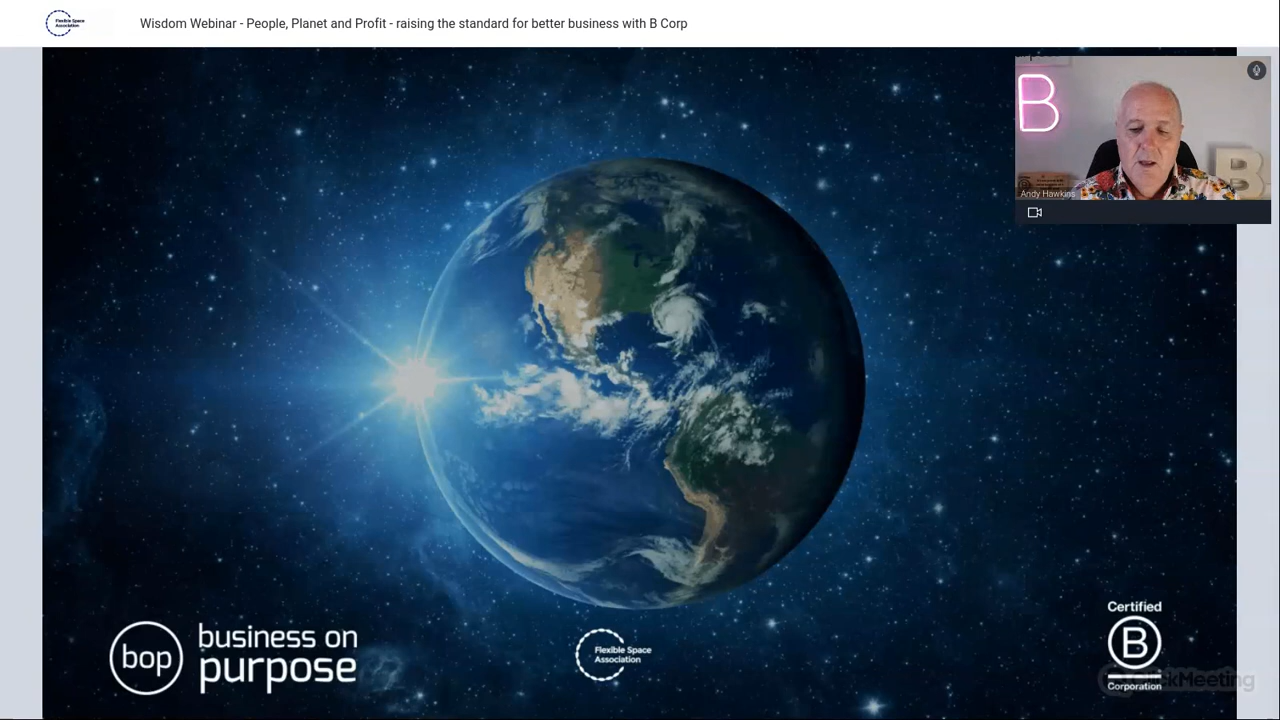 Flexible Space
Association
Wisdom Webinar - People, Planet and Profit - raising the standard for better business with B Corp
B
B
Andy Hawkins
bop
business on
purpose
Flexible Space
Association
Certified
B
Corporation
ClickMeeting